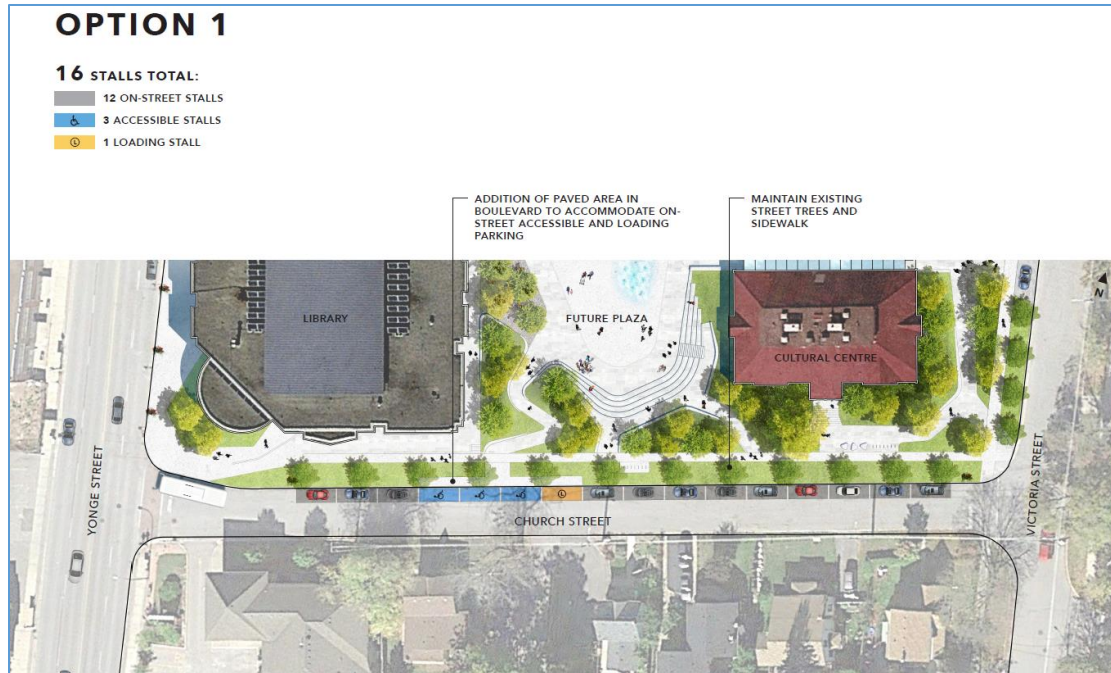 OPTION 1
16 STALLS TOTAL:
12 ON-STREET STALLS
3 ACCESSIBLE STALLS
L 1 LOADING STALL
ADDITION OF PAVED AREA IN
BOULEVARD TO ACCOMMODATE ON-
STREET ACCESSIBLE AND LOADING
PARKING
MAINTAIN EXISTING
STREET TREES AND
SIDEWALK
N
LIBRARY
FUTURE PLAZA
CULTURAL CENTRE
YONGE STREET
VICTORIA STREET
L
CHURCH STREET